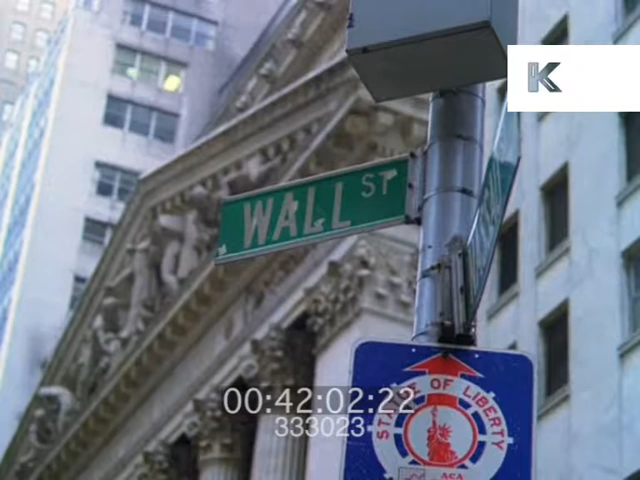 K
WALL ST
STATUE OF LIBERTY
00:42:02:22
333023